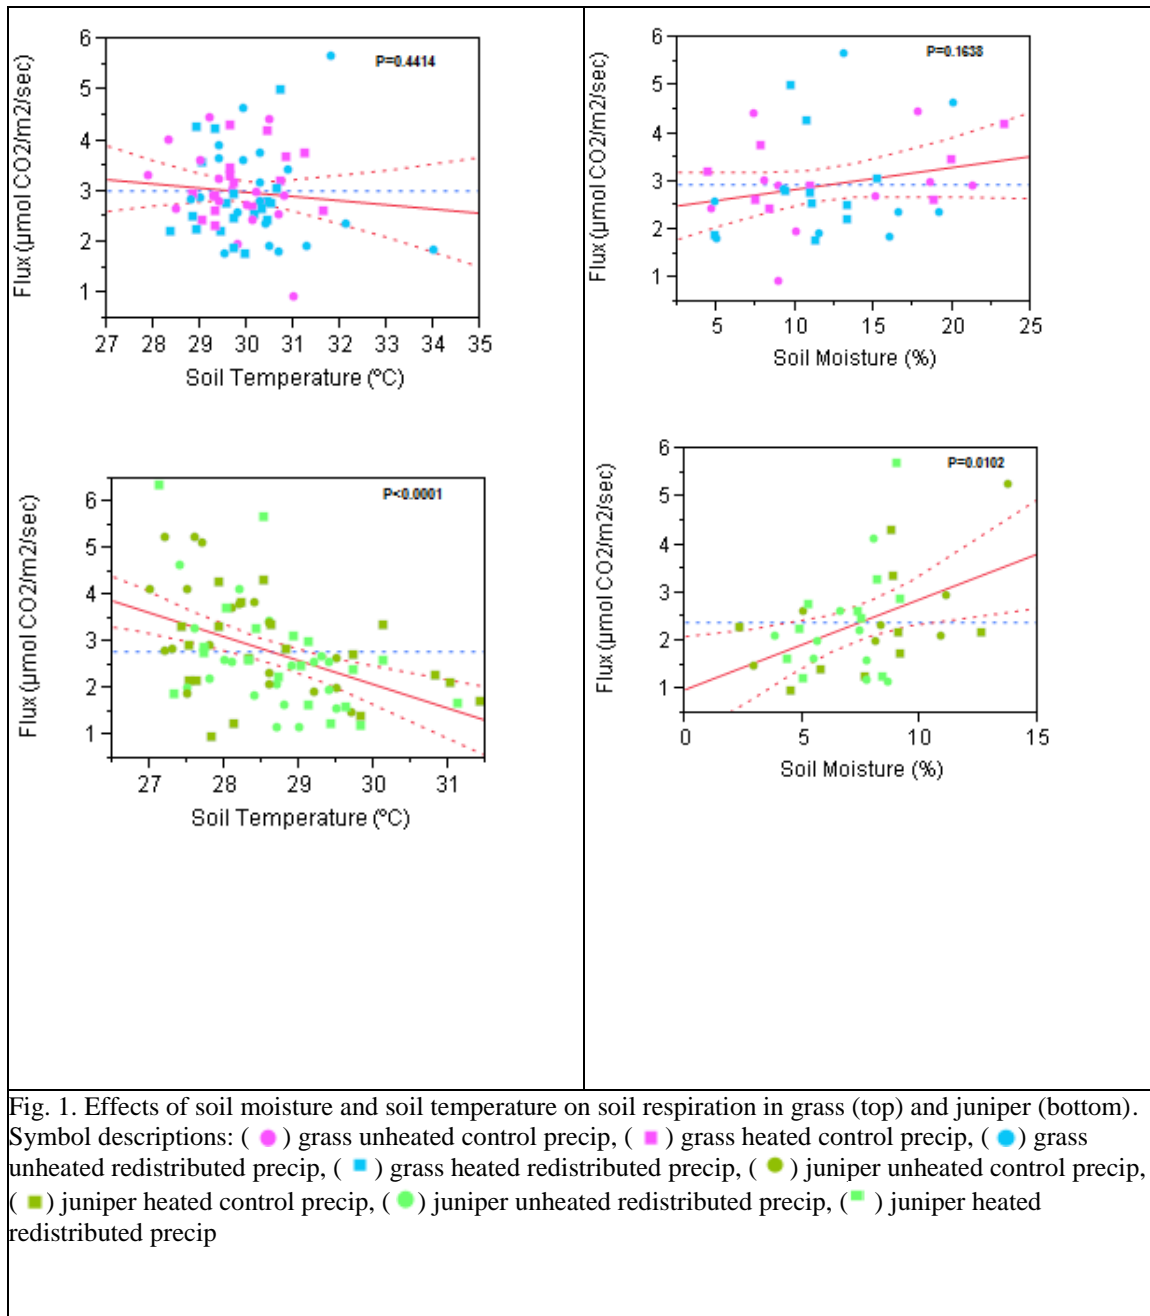 6
5
4
3
2
1
P=0.4414
Flux (µmol CO2/m2/sec)
27 28 29 30 31 32 33 34 35
Soil Temperature (ºC)
6
5
4
3
2
1
P=0.1638
Flux (µmol CO2/m2/sec)
5 10 15 20 25
Soil Moisture (%)
6
5
4
3
2
1
P<0.0001
Flux (µmol CO2/m2/sec)
27 28 29 30 31
Soil Temperature (ºC)
6
5
4
3
2
1
P=0.0102
Flux (µmol CO2/m2/sec)
0 5 10 15
Soil Moisture (%)
Fig. 1. Effects of soil moisture and soil temperature on soil respiration in grass (top) and juniper (bottom).
Symbol descriptions: ( ● ) grass unheated control precip, ( ■ ) grass heated control precip, ( ● ) grass
unheated redistributed precip, ( ■ ) grass heated redistributed precip, ( ● ) juniper unheated control precip,
( ■ ) juniper heated control precip, ( ● ) juniper unheated redistributed precip, ( ■ ) juniper heated
redistributed precip